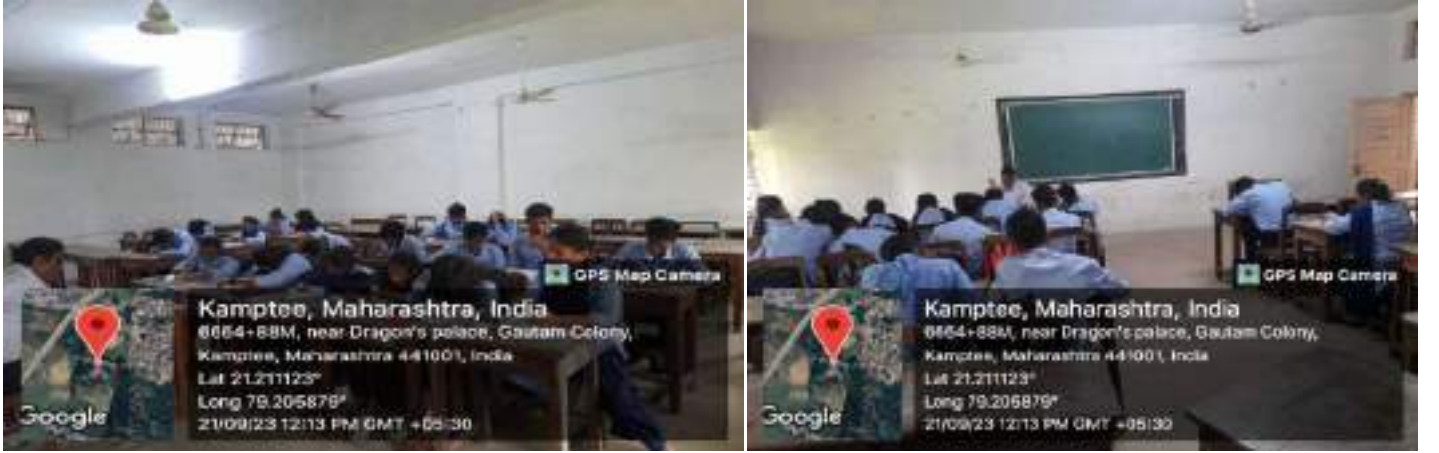 GPS Map Camera
Kamptee, Maharashtra, India
6664+88M, near Dragon's palace, Gautam Colony,
Kamptee, Maharashtra 441001, India
Lat 21.211123°
Long 79.205879°
21/09/23 12:13 PM GMT +05:30
Google
GPS Map Camera
Kamptee, Maharashtra, India
6664+88M, near Dragon's palace, Gautam Colony,
Kamptee, Maharashtra 441001, India
Lat 21.211123°
Long 79.205879°
21/09/23 12:13 PM GMT +05:30
Google